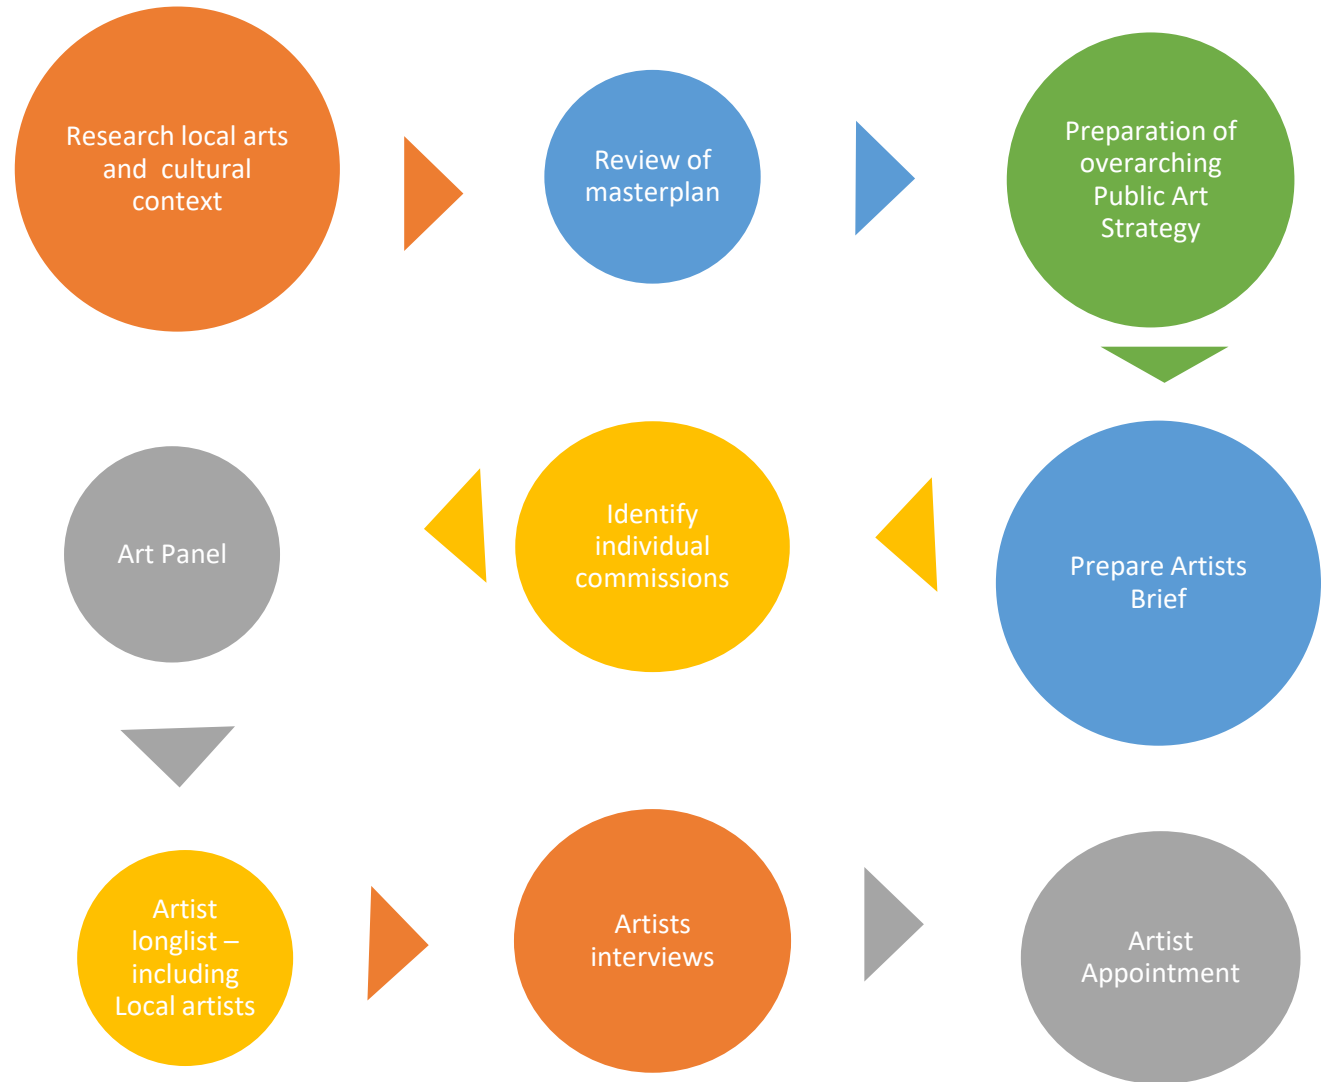 Research local arts
and cultural
context
Review of
masterplan
Preparation of
overarching
Public Art
Strategy
Prepare Artists
Brief
Identify
individual
commissions
Art Panel
Artist
longlist –
including
Local artists
Artists
interviews
Artist
Appointment